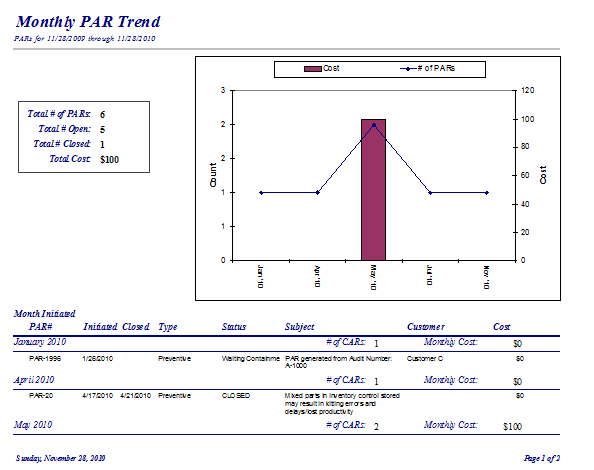 Monthly PAR Trend
PARs for 11/28/2009 through 11/28/2010
Total # of PARs: 6
Total # Open: 5
Total # Closed: 1
Total Cost: $100
Cost # of PARs
3
2
2
1
1
0
Count
120
100
80
60
40
20
0
Cost
Jan '10
Apr '10
May '10
Jul '10
Nov '10
Month Initiated
PAR# Initiated Closed Type Status Subject Customer Cost
January 2010 # of CARs: 1 Monthly Cost: $0
PAR-1996 1/26/2010 Preventive Waiting Containme PAR generated from Audit Number: Customer C $0
A-1000
April 2010 # of CARs: 1 Monthly Cost: $0
PAR-20 4/17/2010 4/21/2010 Preventive CLOSED Mixed parts in inventory control stored $0
may result in kitting errors and
delays/lost productivity
May 2010 # of CARs: 2 Monthly Cost: $100
Sunday, November 28, 2010 Page 1 of 2